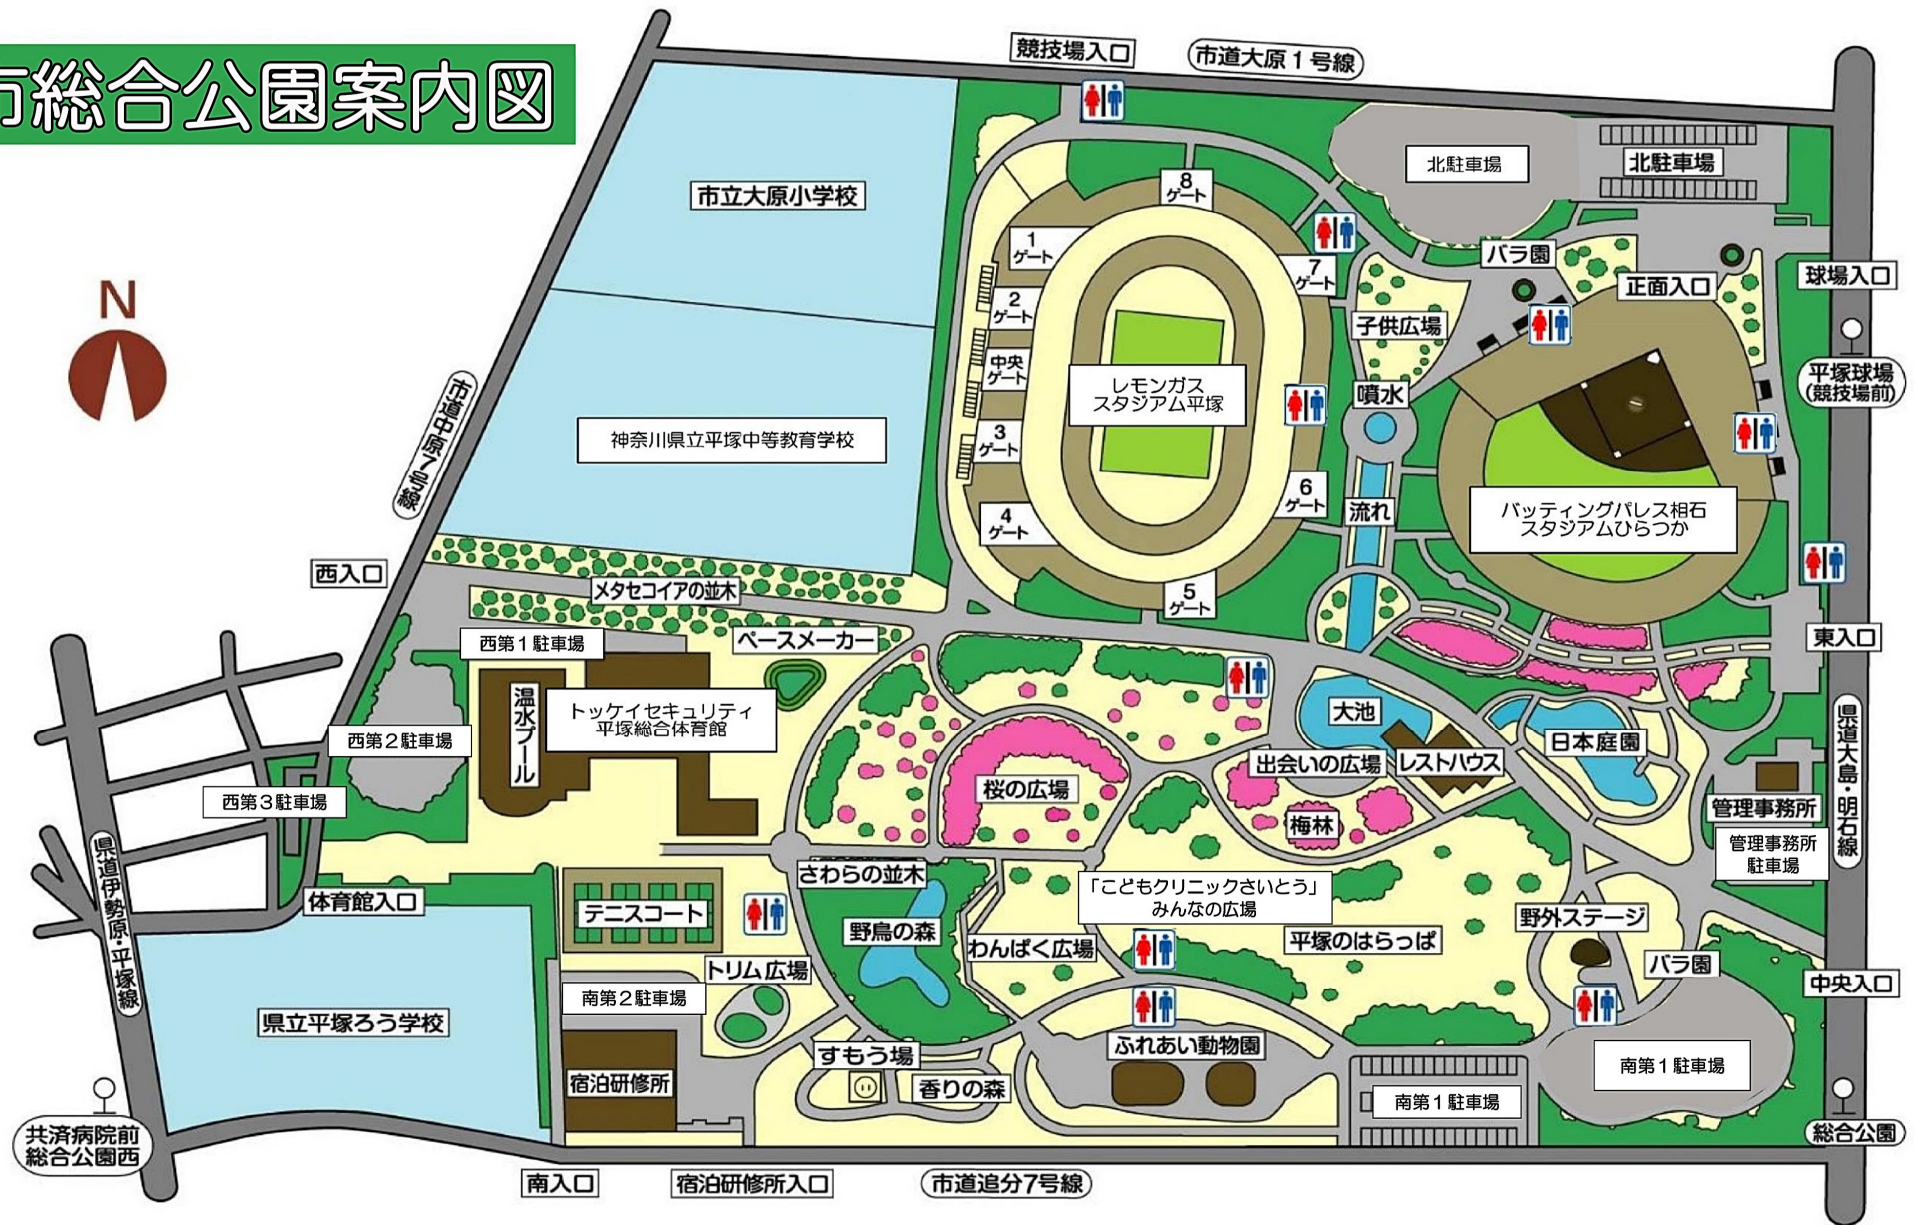 市総合公園案内図
競技場入口
市道大原1号線
市立大原小学校
北駐車場
北駐車場
8
ゲート
1
ゲート
7
ゲート
バラ園
正面入口
球場入口
N
2
ゲート
子供広場
中央
ゲート
レモンガス
スタジアム平塚
噴水
平塚球場
(競技場前)
市道中原7号線
神奈川県立平塚中等教育学校
3
ゲート
6
ゲート
流れ
バッティングパレス相石
スタジアムひらつか
4
ゲート
西入口
メタセコイアの並木
5
ゲート
西第1駐車場
ペースメーカー
東入口
温水プール
トッケイセキュリティ
平塚総合体育館
西第2駐車場
大池
日本庭園
県道大島・明石線
出会いの広場
レストハウス
西第3駐車場
桜の広場
梅林
管理事務所
管理事務所
駐車場
県道伊勢原・平塚線
体育館入口
さわらの並木
「こどもクリニックさいとう」
みんなの広場
テニスコート
野鳥の森
わんぱく広場
平塚のはらっぱ
野外ステージ
バラ園
トリム広場
中央入口
南第2駐車場
県立平塚ろう学校
すもう場
ふれあい動物園
南第1駐車場
宿泊研修所
香りの森
南第1駐車場
共済病院前
総合公園西
総合公園
南入口
宿泊研修所入口
市道追分7号線